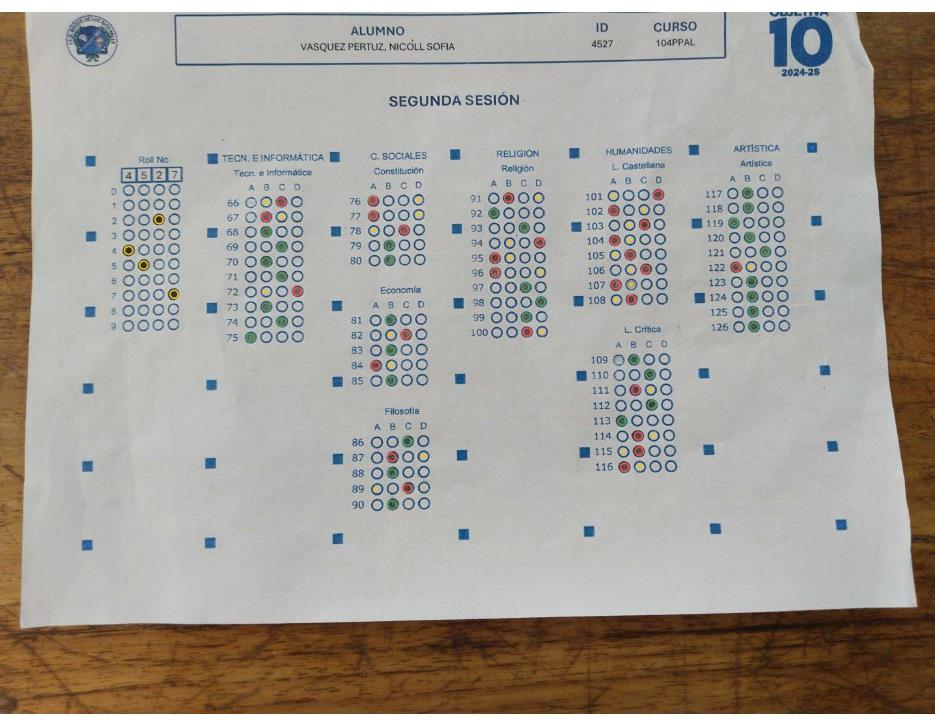 OBJETIVA
10
2024-2S
ALUMNO ID CURSO
VASQUEZ PERTUZ, NICOLL SOFIA 4527 104PPAL
SEGUNDA SESIÓN
Roll No
4 5 2 7
0
1
2
3
4
5
6
7
8
9
TECN. E INFORMÁTICA
Tecn. e Informática
A B C D
66
67
68
69
70
71
72
73
74
75
C. SOCIALES
Constitución
A B C D
76
77
78
79
80
Economía
A B C D
81
82
83
84
85
Filosofía
A B C D
86
87
88
89
90
RELIGIÓN
Religión
A B C D
91
92
93
94
95
96
97
98
99
100
HUMANIDADES
L. Castellana
A B C D
101
102
103
104
105
106
107
108
L. Crítica
A B C D
109
110
111
112
113
114
115
116
ARTÍSTICA
Artística
A B C D
117
118
119
120
121
122
123
124
125
126